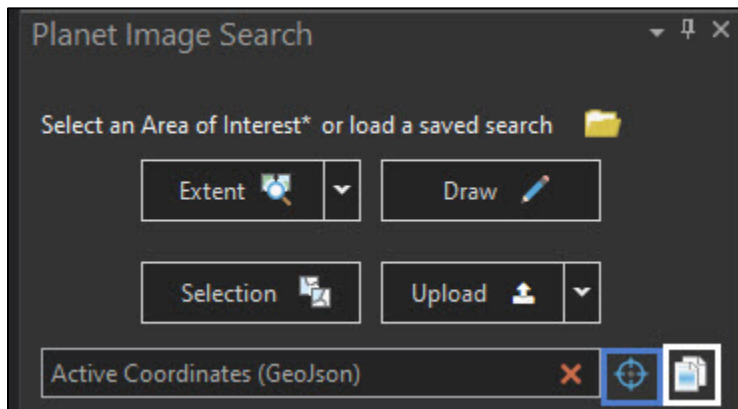 Planet Image Search
Select an Area of Interest* or load a saved search
Extent
Draw
Selection
Upload
Active Coordinates (GeoJson)